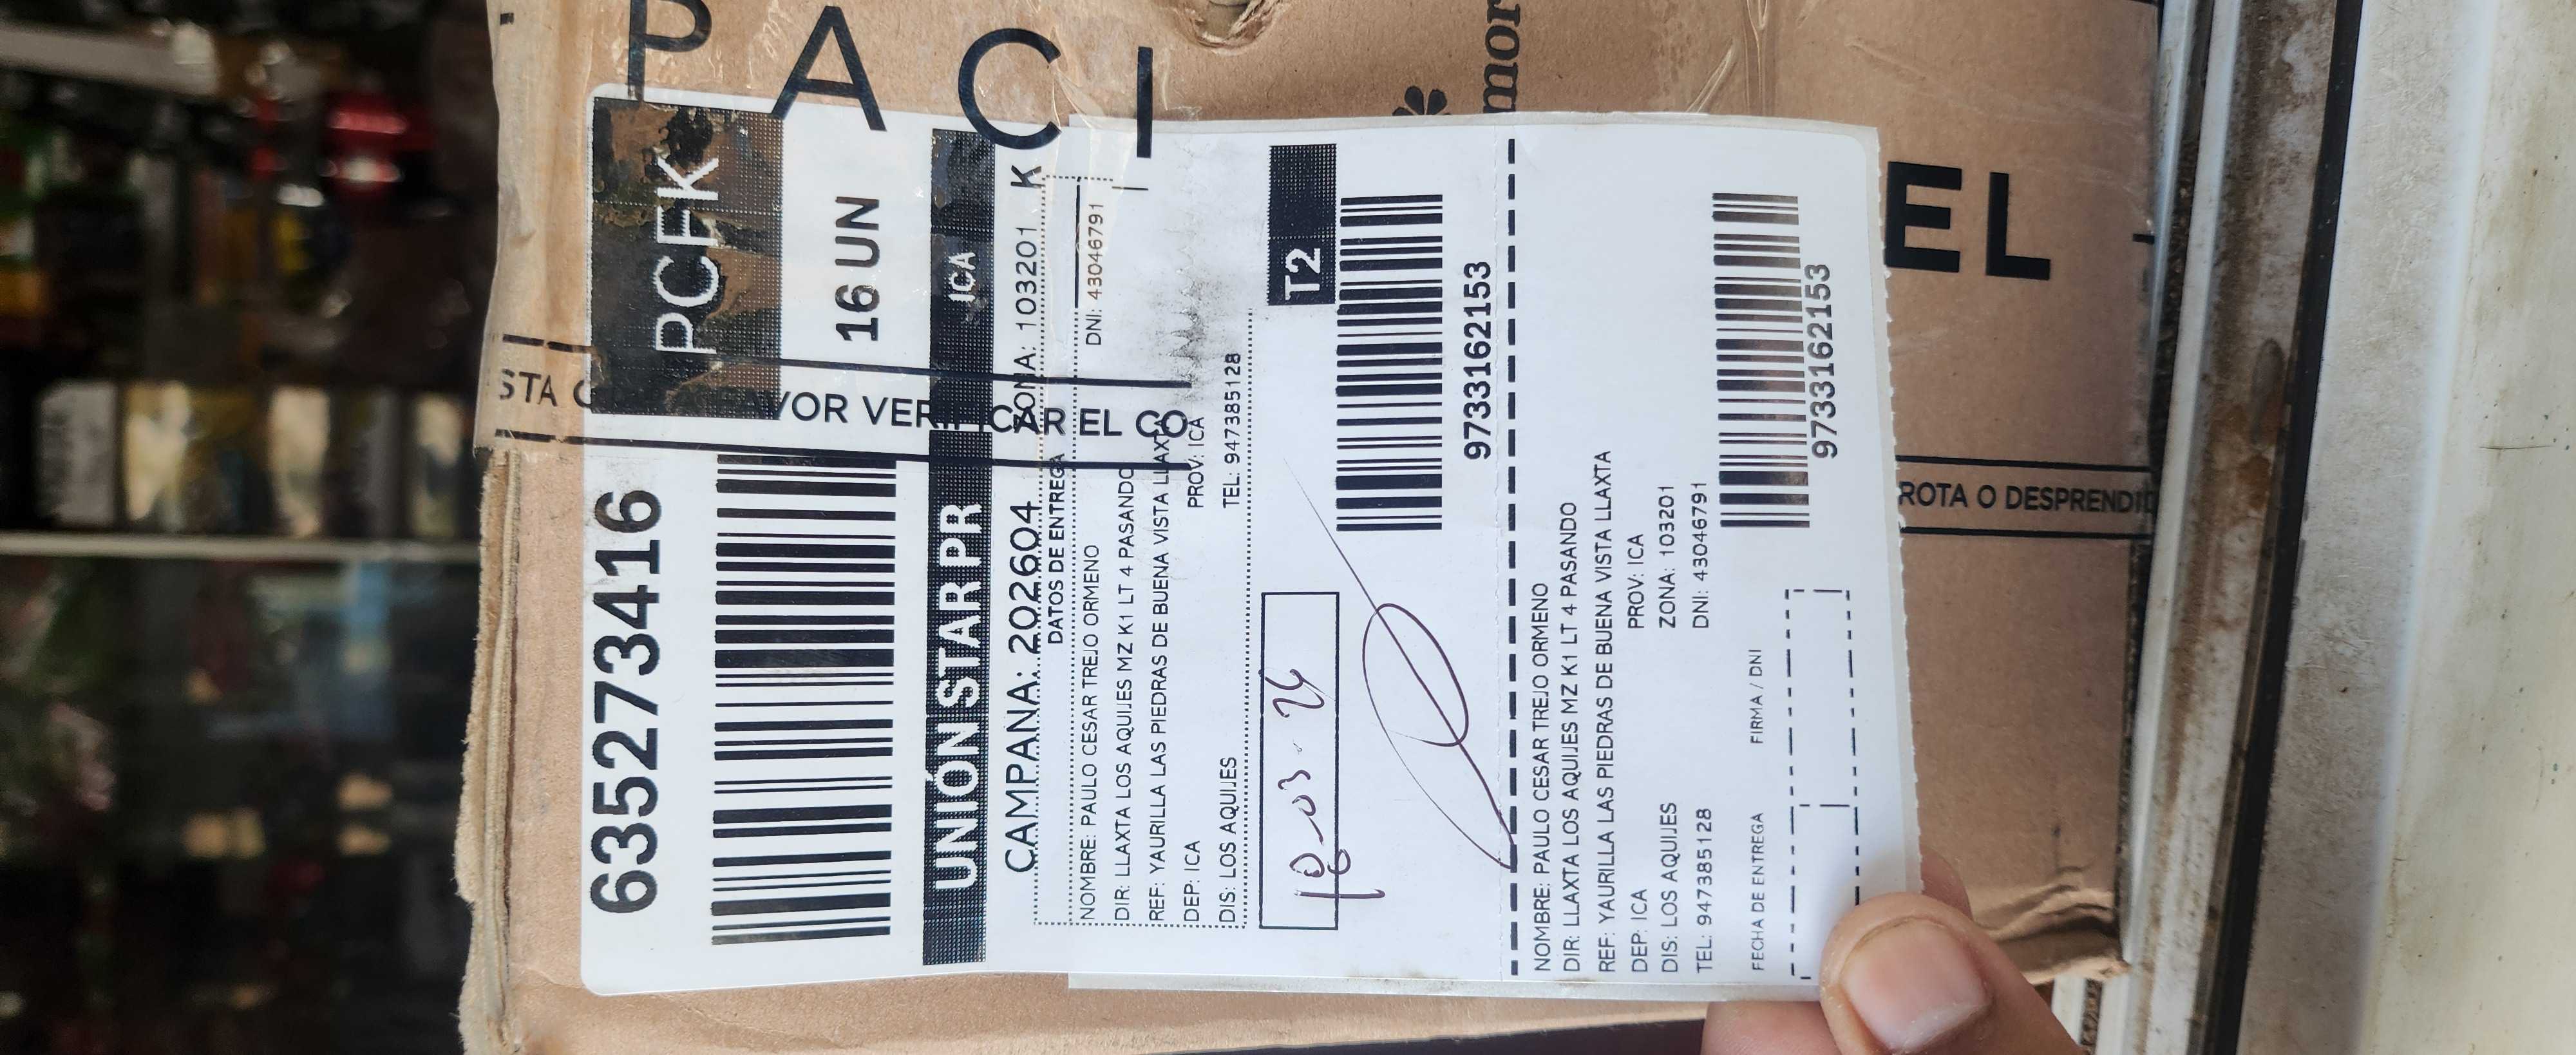 PACI
mor
EL
STA C
AVOR VERIFICAR EL CO
ROTA O DESPRENDID
PCFK
6352734416
16 UN
UNIÓN STAR PR ICA
CAMPANA: 202604 ZONA: 103201 K
DATOS DE ENTREGA
NOMBRE: PAULO CESAR TREJO ORMENO DNI: 43046791
DIR: LLAXTA LOS AQUIJES MZ K1 LT 4 PASANDO
REF: YAURILLA LAS PIEDRAS DE BUENA VISTA LLAXTA
DEP: ICA PROV: ICA
DIS: LOS AQUIJES TEL: 947385128
T2
9733162153
NOMBRE: PAULO CESAR TREJO ORMENO
DIR: LLAXTA LOS AQUIJES MZ K1 LT 4 PASANDO
REF: YAURILLA LAS PIEDRAS DE BUENA VISTA LLAXTA
DEP: ICA PROV: ICA
DIS: LOS AQUIJES ZONA: 103201
TEL: 947385128 DNI: 43046791
FECHA DE ENTREGA FIRMA / DNI
9733162153